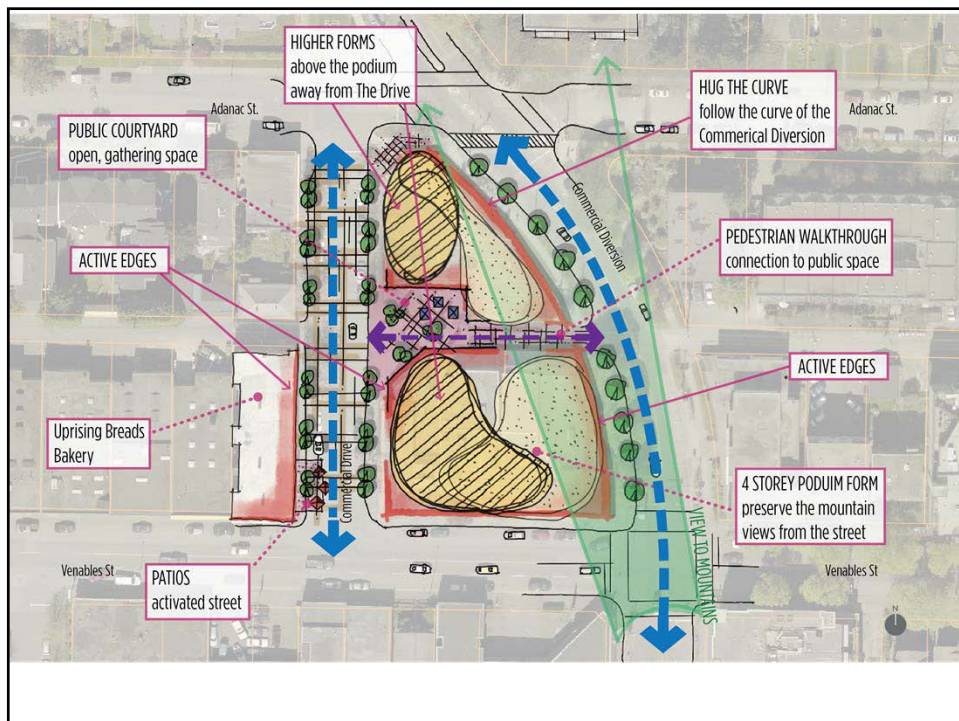 HIGHER FORMS
above the podium
away from The Drive
HUG THE CURVE
follow the curve of the
Commerical Diversion
Adanac St.
Adanac St.
PUBLIC COURTYARD
open, gathering space
Commercial Diversion
PEDESTRIAN WALKTHROUGH
connection to public space
ACTIVE EDGES
ACTIVE EDGES
Uprising Breads
Bakery
Commercial Drive
4 STOREY PODUIM FORM
preserve the mountain
views from the street
VIEW TO MOUNTAINS
Venables St
PATIOS
activated street
Venables St
N